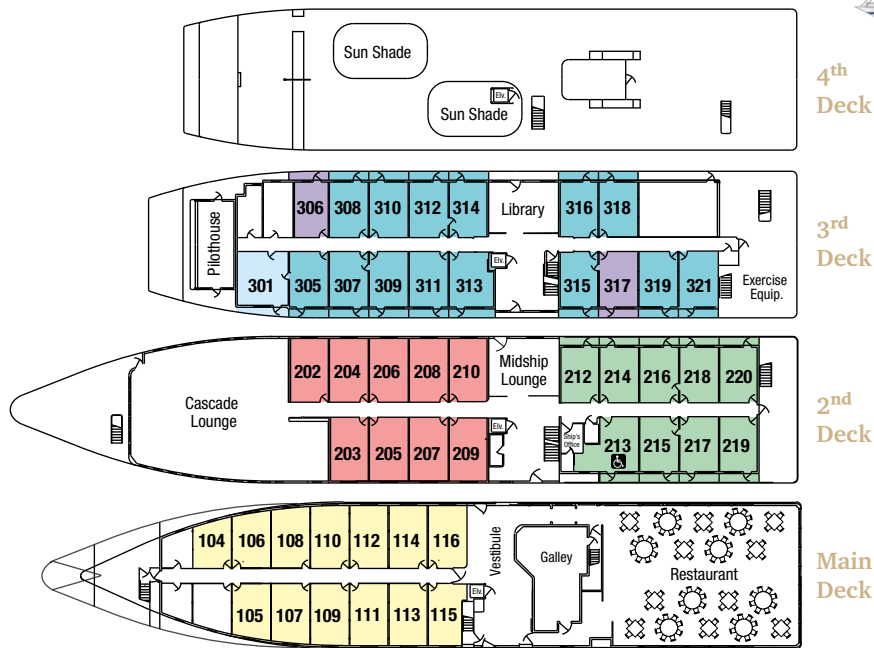 Sun Shade
Elv.
Sun Shade
4th
Deck
306 308 310 312 314 Library 316 318
Pilothouse
Elv.
301 305 307 309 311 313 315 317 319 321 Exercise
Equip.
3rd
Deck
202 204 206 208 210 Midship
Lounge
212 214 216 218 220
Cascade
Lounge
Elv.
Ship's
Office
203 205 207 209 213 215 217 219
2nd
Deck
104 106 108 110 112 114 116
Vestibule
Galley
Restaurant
Elv.
105 107 109 111 113 115
Main
Deck